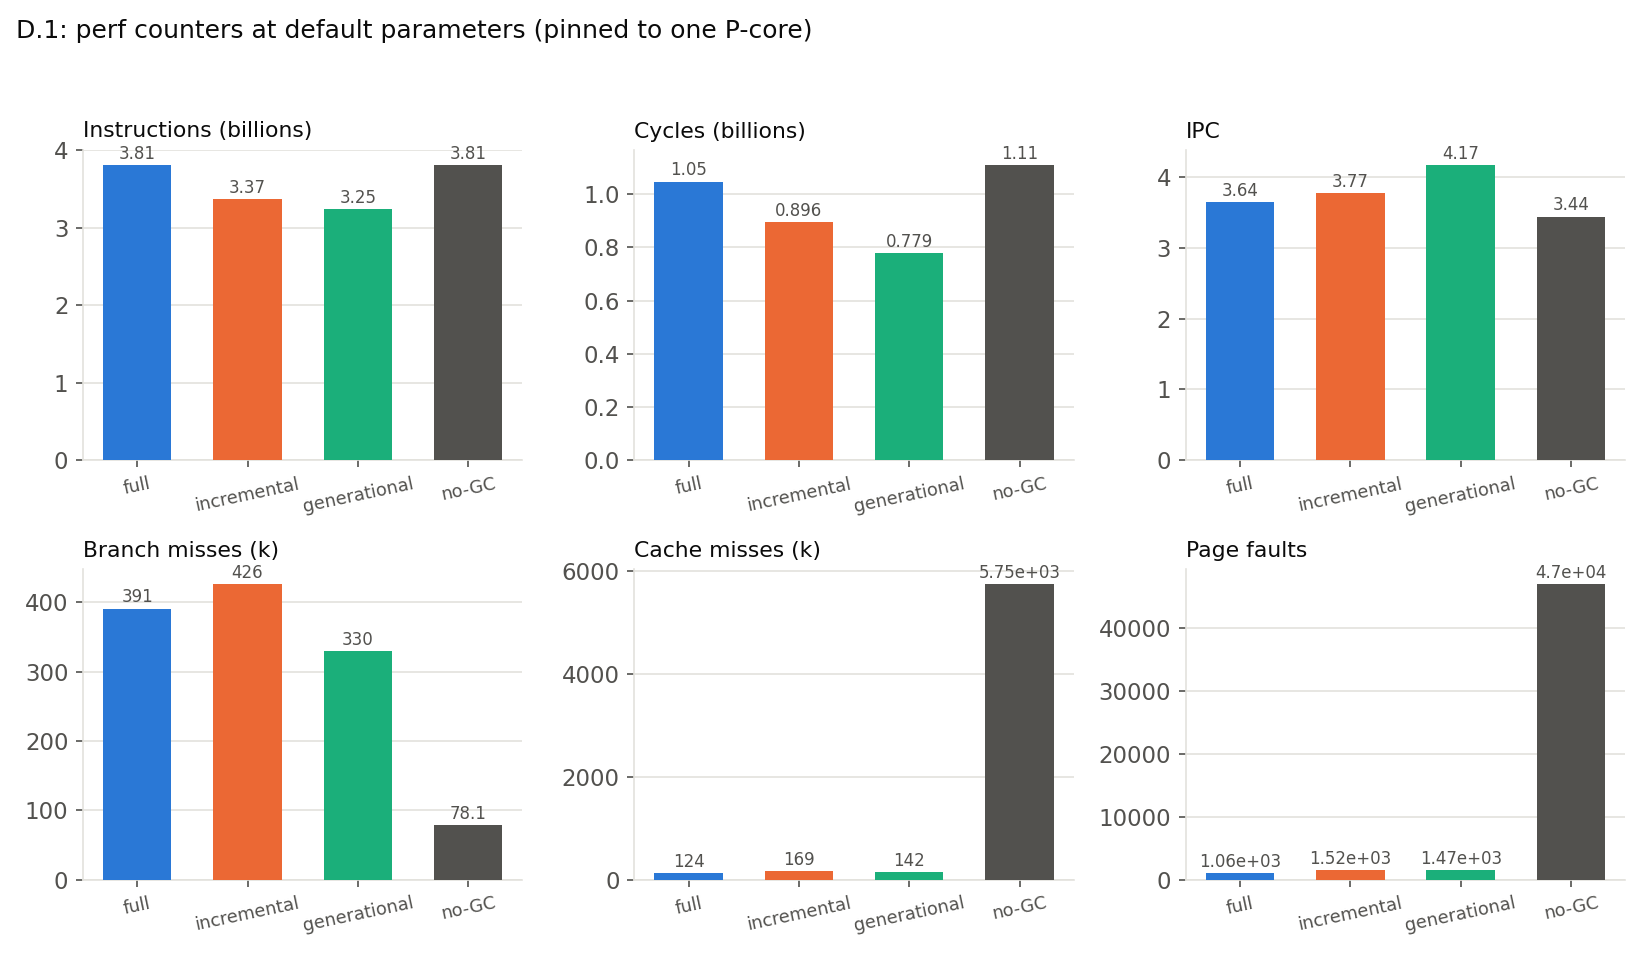 D.1: perf counters at default parameters (pinned to one P-core)
Instructions (billions)
4
3
2
1
0
3.81
3.37
3.25
3.81
full
incremental
generational
no-GC
Cycles (billions)
1.0
0.8
0.6
0.4
0.2
0.0
1.05
0.896
0.779
1.11
full
incremental
generational
no-GC
IPC
4
3
2
1
0
3.64
3.77
4.17
3.44
full
incremental
generational
no-GC
Branch misses (k)
400
300
200
100
0
391
426
330
78.1
full
incremental
generational
no-GC
Cache misses (k)
6000
4000
2000
0
124
169
142
5.75e+03
full
incremental
generational
no-GC
Page faults
40000
30000
20000
10000
0
1.06e+03
1.52e+03
1.47e+03
4.7e+04
full
incremental
generational
no-GC